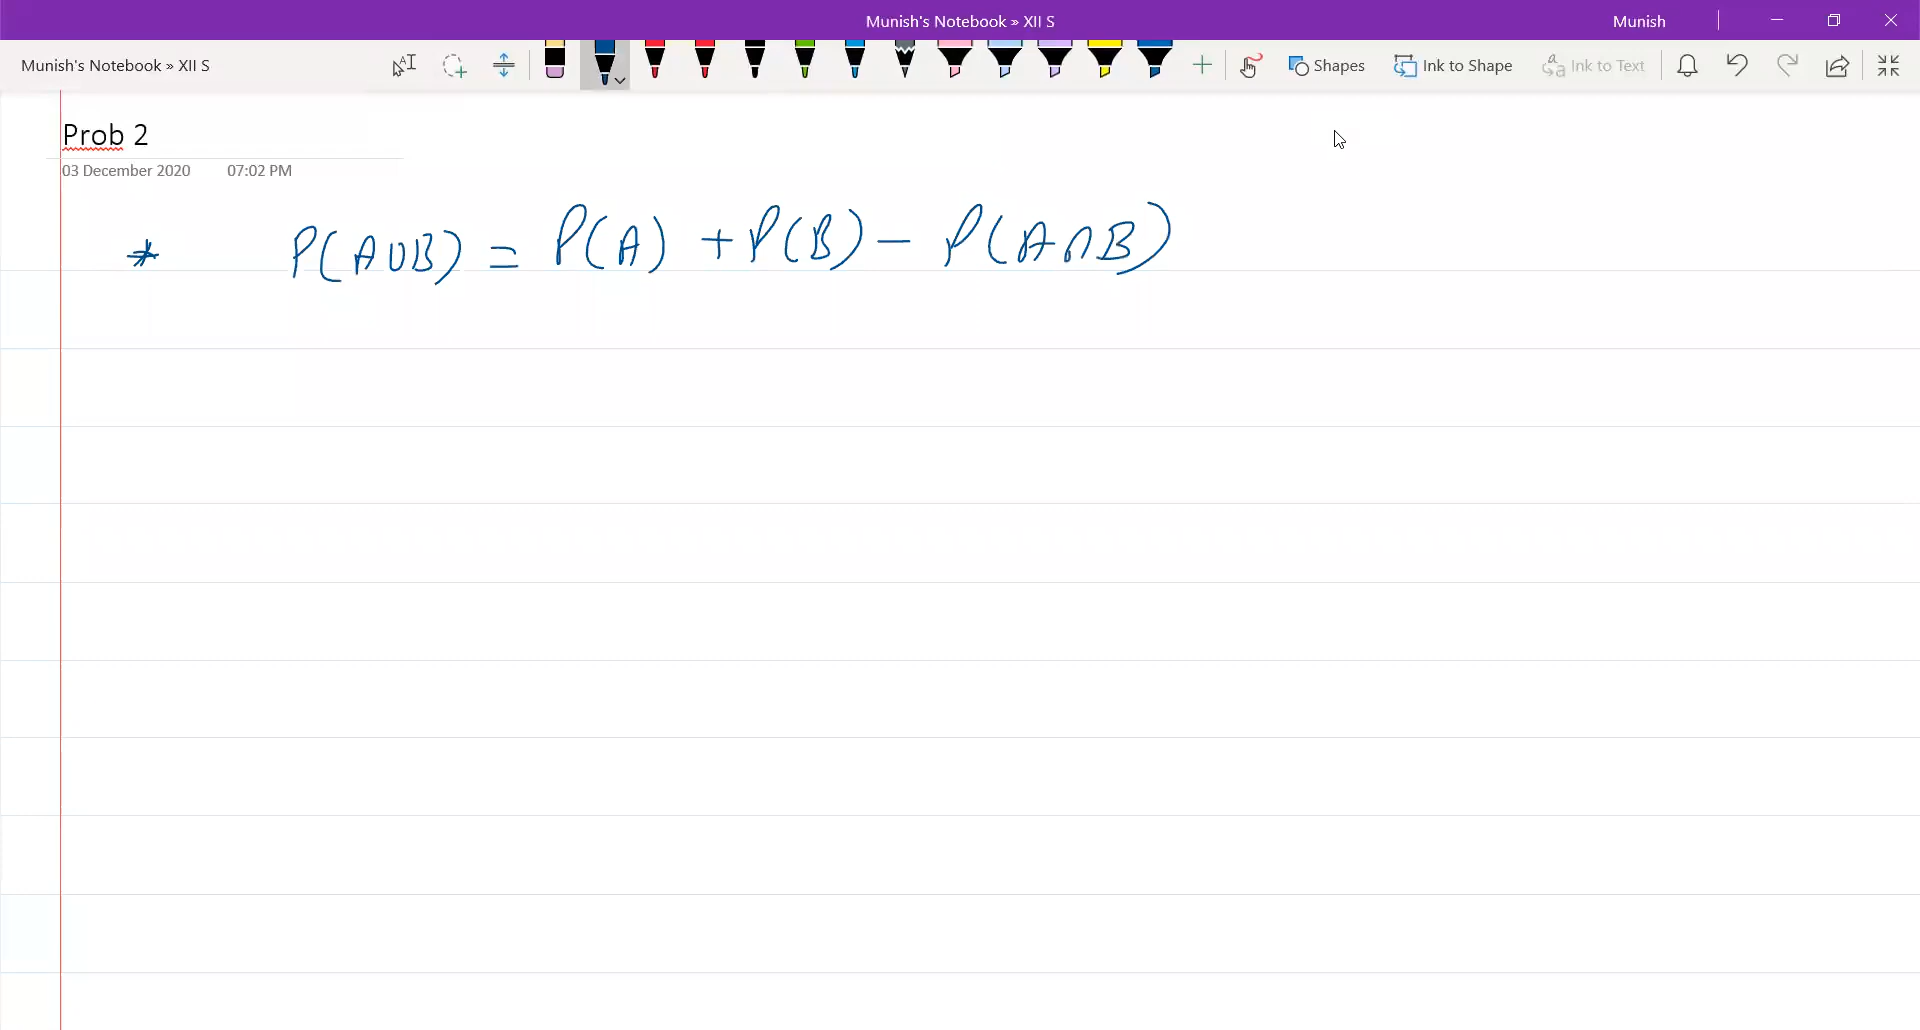 Munish's Notebook » XII S
Munish
Munish's Notebook » XII S
Shapes
Ink to Shape
Ink to Text
Prob 2
03 December 2020 07:02 PM
* P(A∪B) = P(A) + P(B) − P(A∩B)